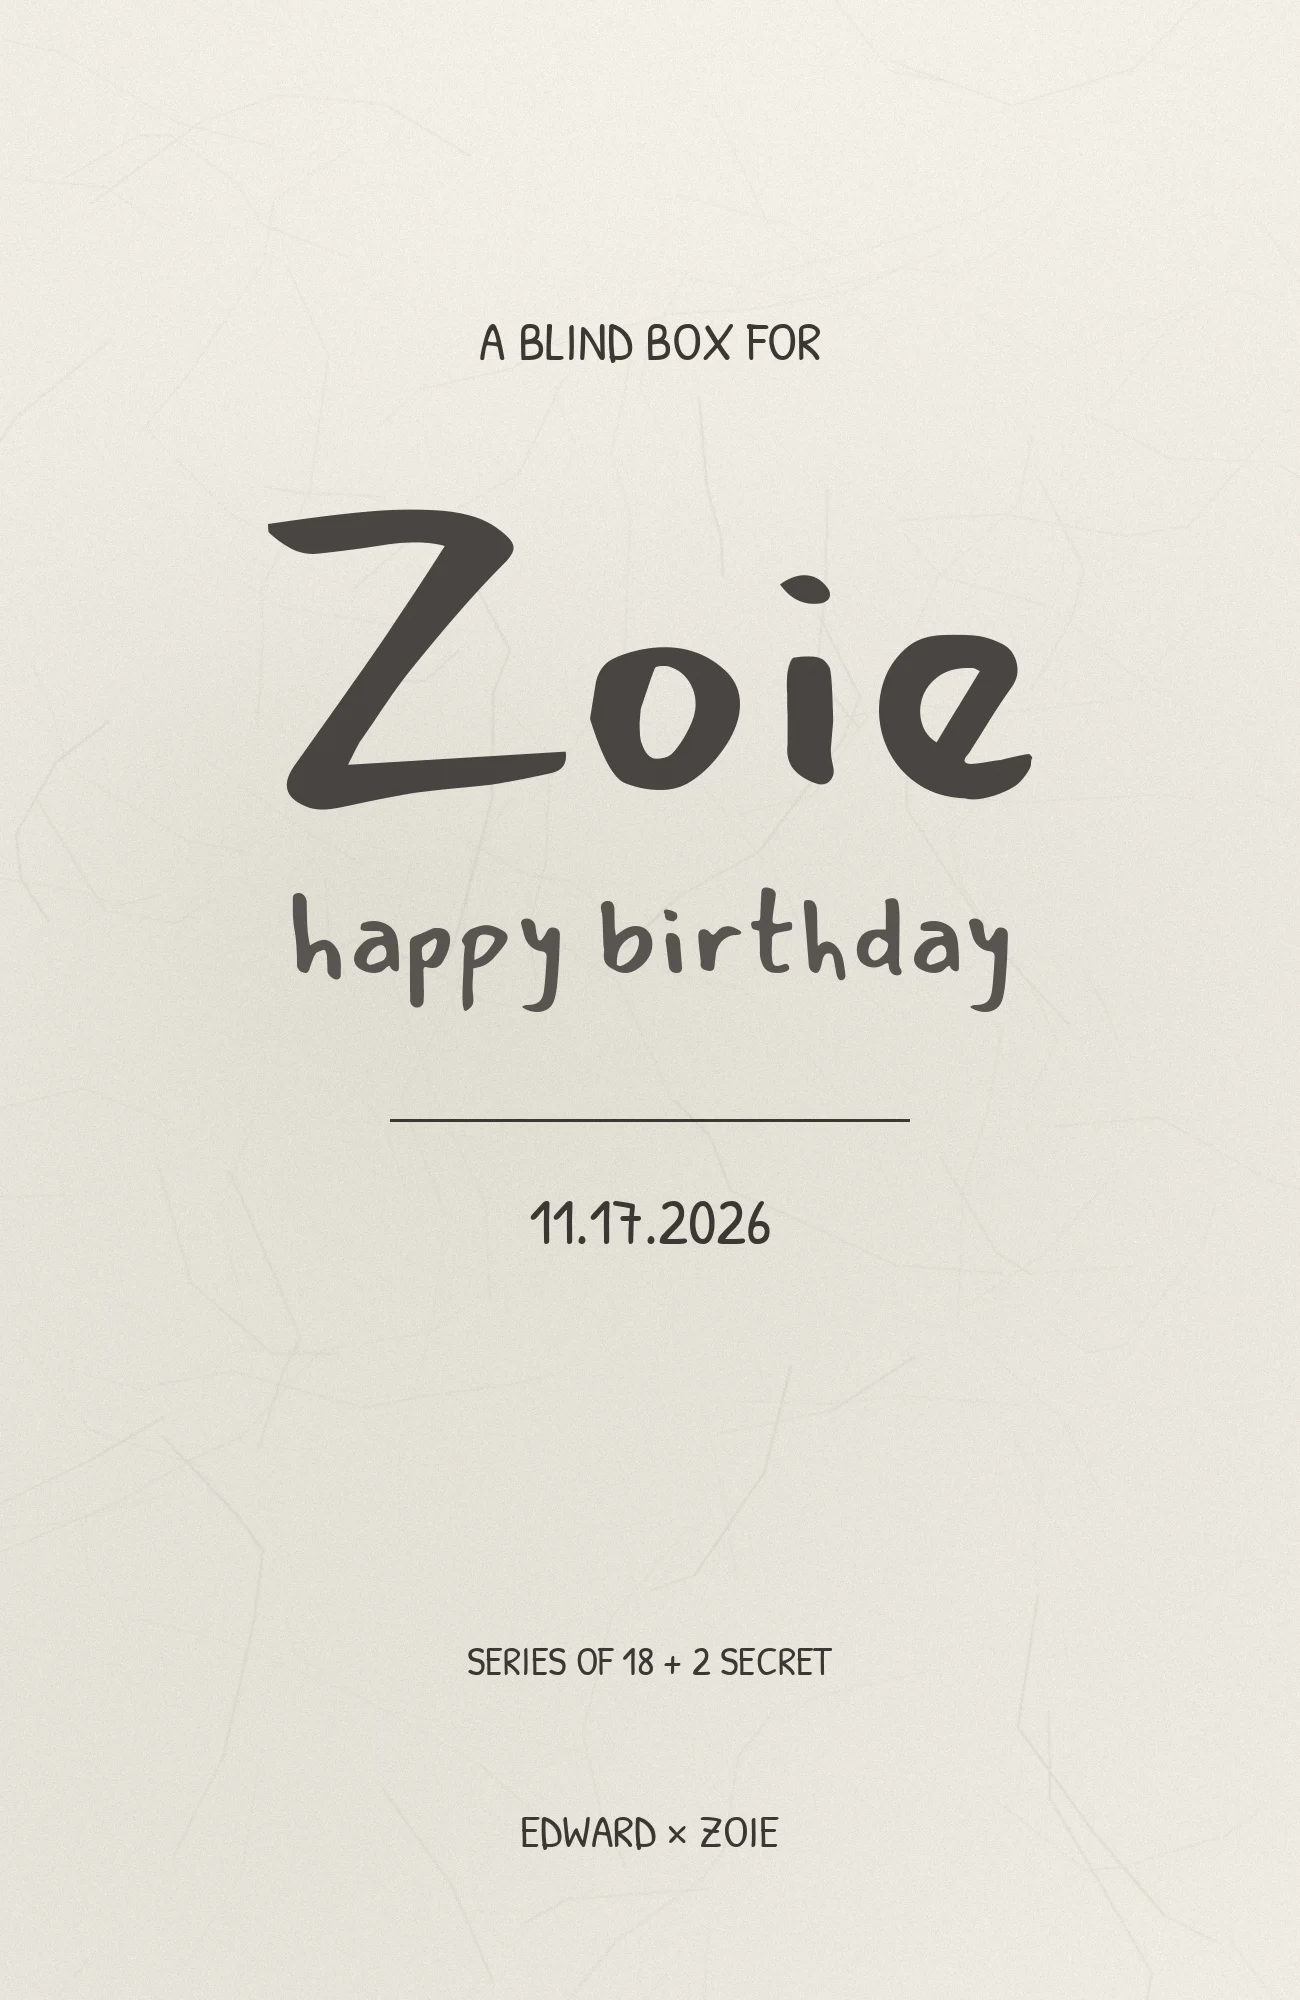 A BLIND BOX FOR
Zoie
happy birthday
11.17.2026
SERIES OF 18 + 2 SECRET
EDWARD × ZOIE